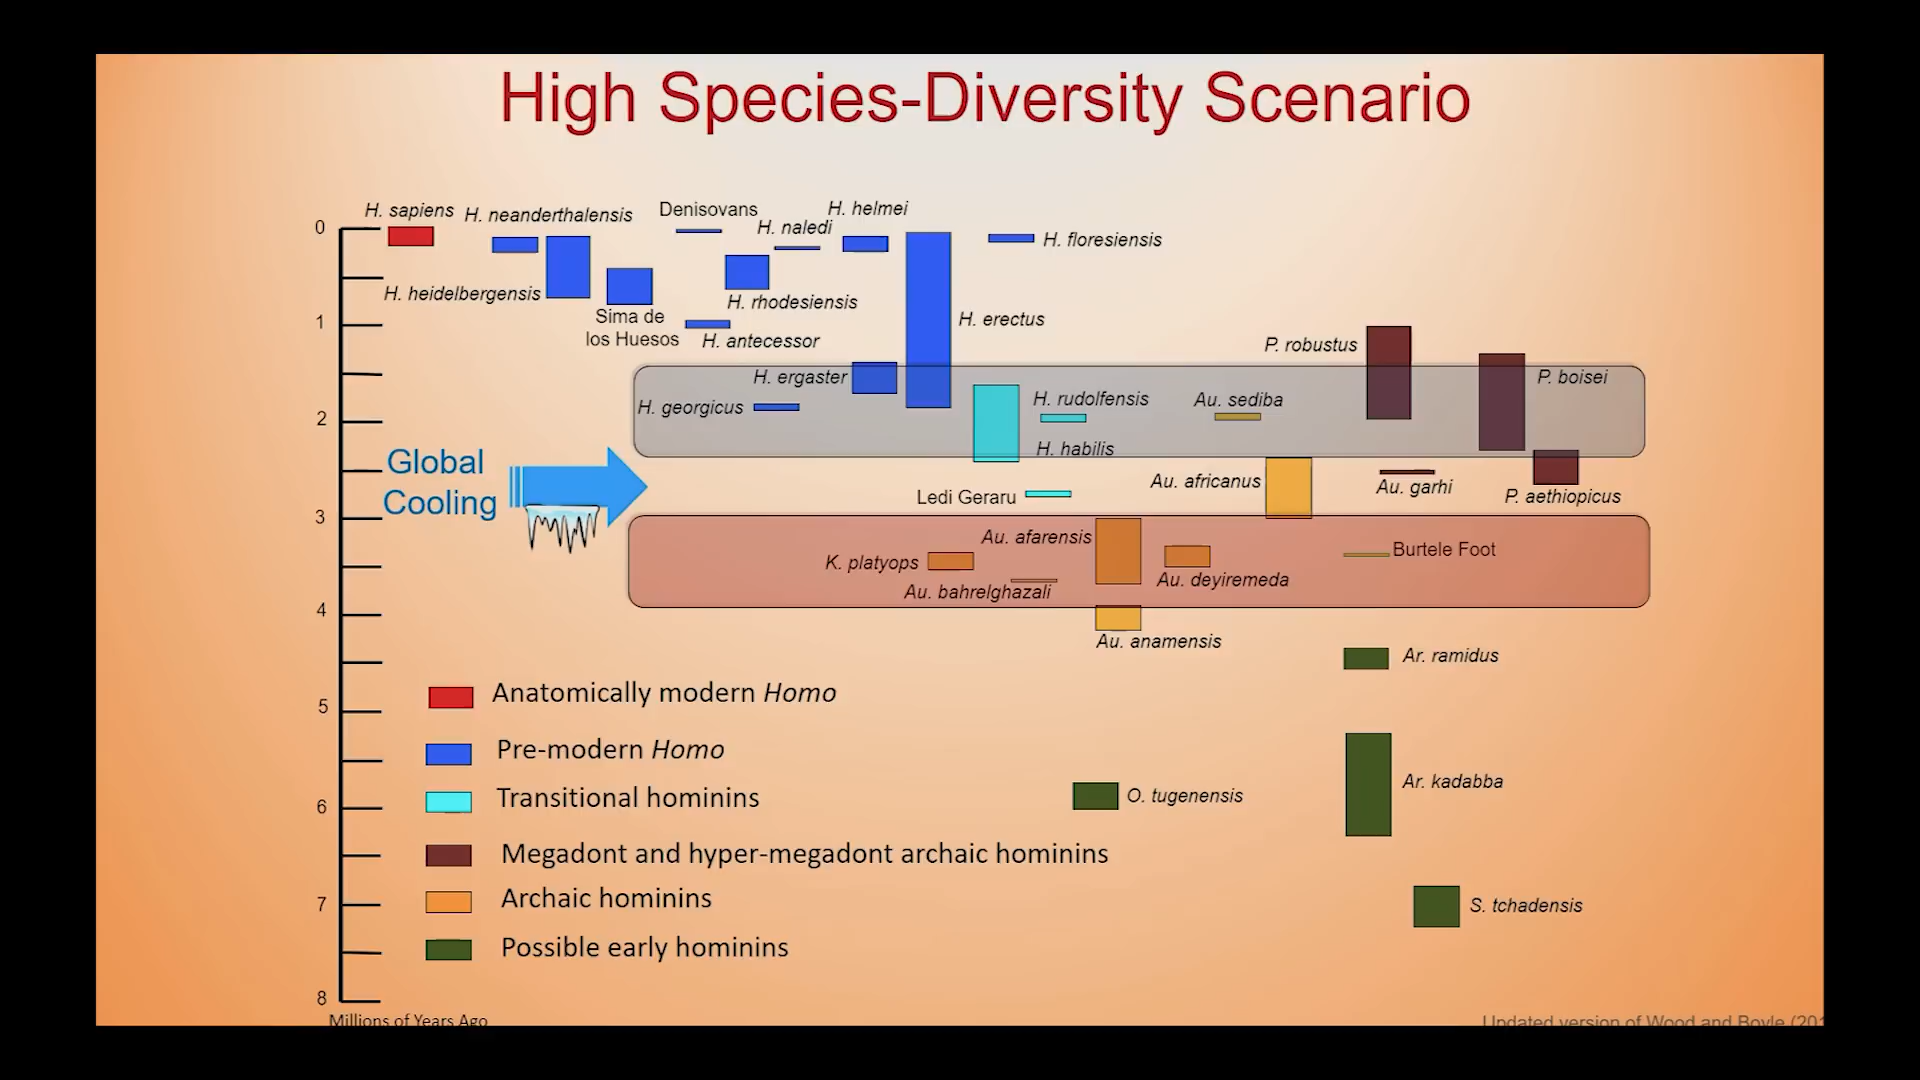 High Species-Diversity Scenario
H. sapiens
H. neanderthalensis
Denisovans
H. helmei
H. naledi
H. floresiensis
H. heidelbergensis
H. rhodesiensis
Sima de
los Huesos
H. antecessor
H. erectus
P. robustus
H. ergaster
P. boisei
H. georgicus
H. rudolfensis
Au. sediba
H. habilis
Global
Cooling
Au. africanus
Au. garhi
Ledi Geraru
P. aethiopicus
Au. afarensis
Burtele Foot
K. platyops
Au. deyiremeda
Au. bahrelghazali
Au. anamensis
Ar. ramidus
Ar. kadabba
O. tugenensis
S. tchadensis
0
1
2
3
4
5
6
7
8
Anatomically modern Homo
Pre-modern Homo
Transitional hominins
Megadont and hyper-megadont archaic hominins
Archaic hominins
Possible early hominins
Millions of Years Ago
Updated version of Wood and Boyle (201